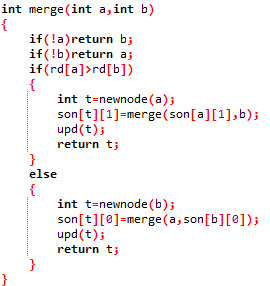 int merge(int a,int b)
{
    if(!a)return b;
    if(!b)return a;
    if(rd[a]>rd[b])
    {
        int t=newnode(a);
        son[t][1]=merge(son[a][1],b);
        upd(t);
        return t;
    }
    else
    {
        int t=newnode(b);
        son[t][0]=merge(a,son[b][0]);
        upd(t);
        return t;
    }
}